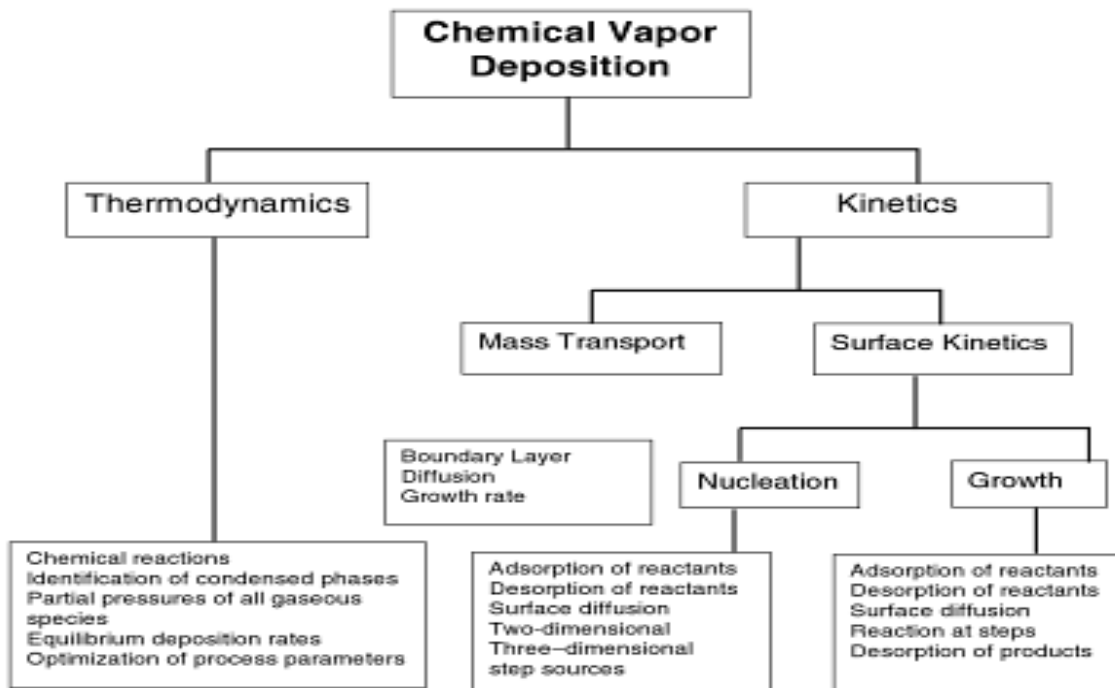 Chemical Vapor
Deposition
Thermodynamics
Kinetics
Mass Transport
Surface Kinetics
Boundary Layer
Diffusion
Growth rate
Nucleation
Growth
Chemical reactions
Identification of condensed phases
Partial pressures of all gaseous
species
Equilibrium deposition rates
Optimization of process parameters
Adsorption of reactants
Desorption of reactants
Surface diffusion
Two-dimensional
Three-dimensional
step sources
Adsorption of reactants
Desorption of reactants
Surface diffusion
Reaction at steps
Desorption of products